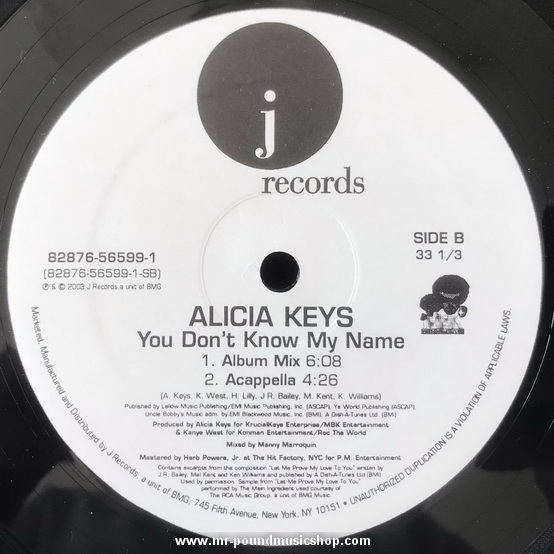 j
records
82876-56599-1
(82876-56599-1-SB)
℗ & © 2003 J Records, a unit of BMG
SIDE B
33 1/3
ALICIA KEYS
You Don't Know My Name
1. Album Mix 6:08
2. Acappella 4:26
(A. Keys, K. West, H. Lilly, J R. Bailey, M. Kent, K. Williams)
Published by Lellow Music Publishing/EMI Music Publishing, Inc. (ASCAP), Ye World Publishing (ASCAP),
Uncle Bobby's Music adm. by EMI Blackwood Music, Inc. (BMI), A Dish-A-Tunes Ltd. (BMI)
Produced by Alicia Keys for KrucialKeys Enterprise/MBK Entertainment
& Kanye West for Konman Entertainment/Roc The World
Mixed by Manny Marroquin
Mastered by Herb Powers, Jr. at The Hit Factory, NYC for P.M. Entertainment
Contains excerpts from the composition "Let Me Prove My Love To You" written by
J.R. Bailey, Mel Kent, and Ken Williams and published by A Dish-A-Tunes Ltd. (BMI).
Used by permission. Sample from "Let Me Prove My Love To You"
performed by The Main Ingredient used courtesy of
The RCA Music Group, a unit of BMG Music.
Marketed, Manufactured and Distributed by J Records, a unit of BMG, 745 Fifth Avenue, New York, NY 10151 • UNAUTHORIZED DUPLICATION IS A VIOLATION OF APPLICABLE LAWS.
www.mr-poundmusicshop.com